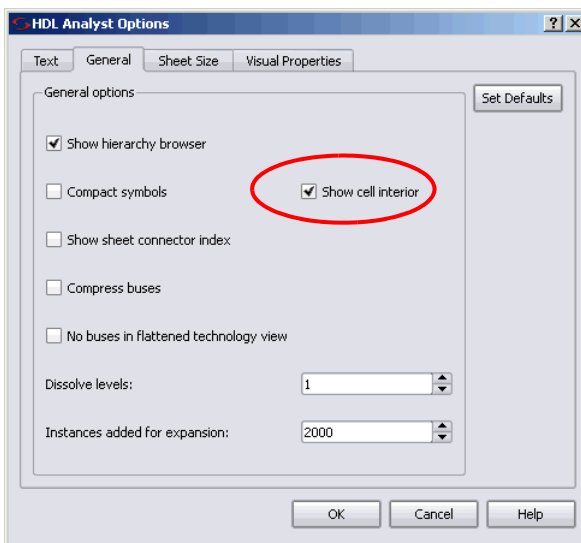 HDL Analyst Options
Text General Sheet Size Visual Properties
General options
Set Defaults
Show hierarchy browser
Compact symbols Show cell interior
Show sheet connector index
Compress buses
No buses in flattened technology view
Dissolve levels: 1
Instances added for expansion: 2000
OK Cancel Help